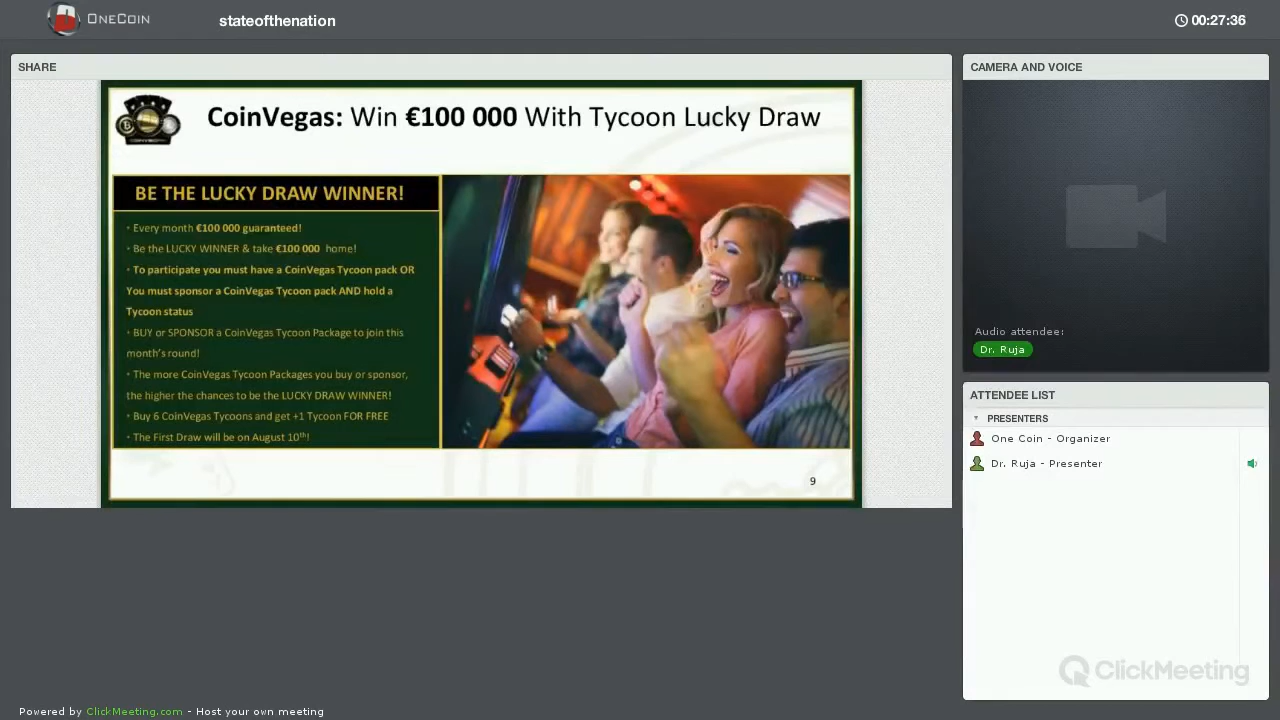 ONECOIN
stateofthenation
00:27:36
SHARE
CoinVegas: Win €100 000 With Tycoon Lucky Draw
BE THE LUCKY DRAW WINNER!
• Every month €100 000 guaranteed!
• Be the LUCKY WINNER & take €100 000 home!
• To participate you must have a CoinVegas Tycoon pack OR
You must sponsor a CoinVegas Tycoon pack AND hold a
Tycoon status
• BUY or SPONSOR a CoinVegas Tycoon Package to join this
month's round!
• The more CoinVegas Tycoon Packages you buy or sponsor,
the higher the chances to be the LUCKY DRAW WINNER!
• Buy 6 CoinVegas Tycoons and get +1 Tycoon FOR FREE
• The First Draw will be on August 10th!
9
CAMERA AND VOICE
Audio attendee:
Dr. Ruja
ATTENDEE LIST
PRESENTERS
One Coin - Organizer
Dr. Ruja - Presenter
ClickMeeting
Powered by ClickMeeting.com - Host your own meeting